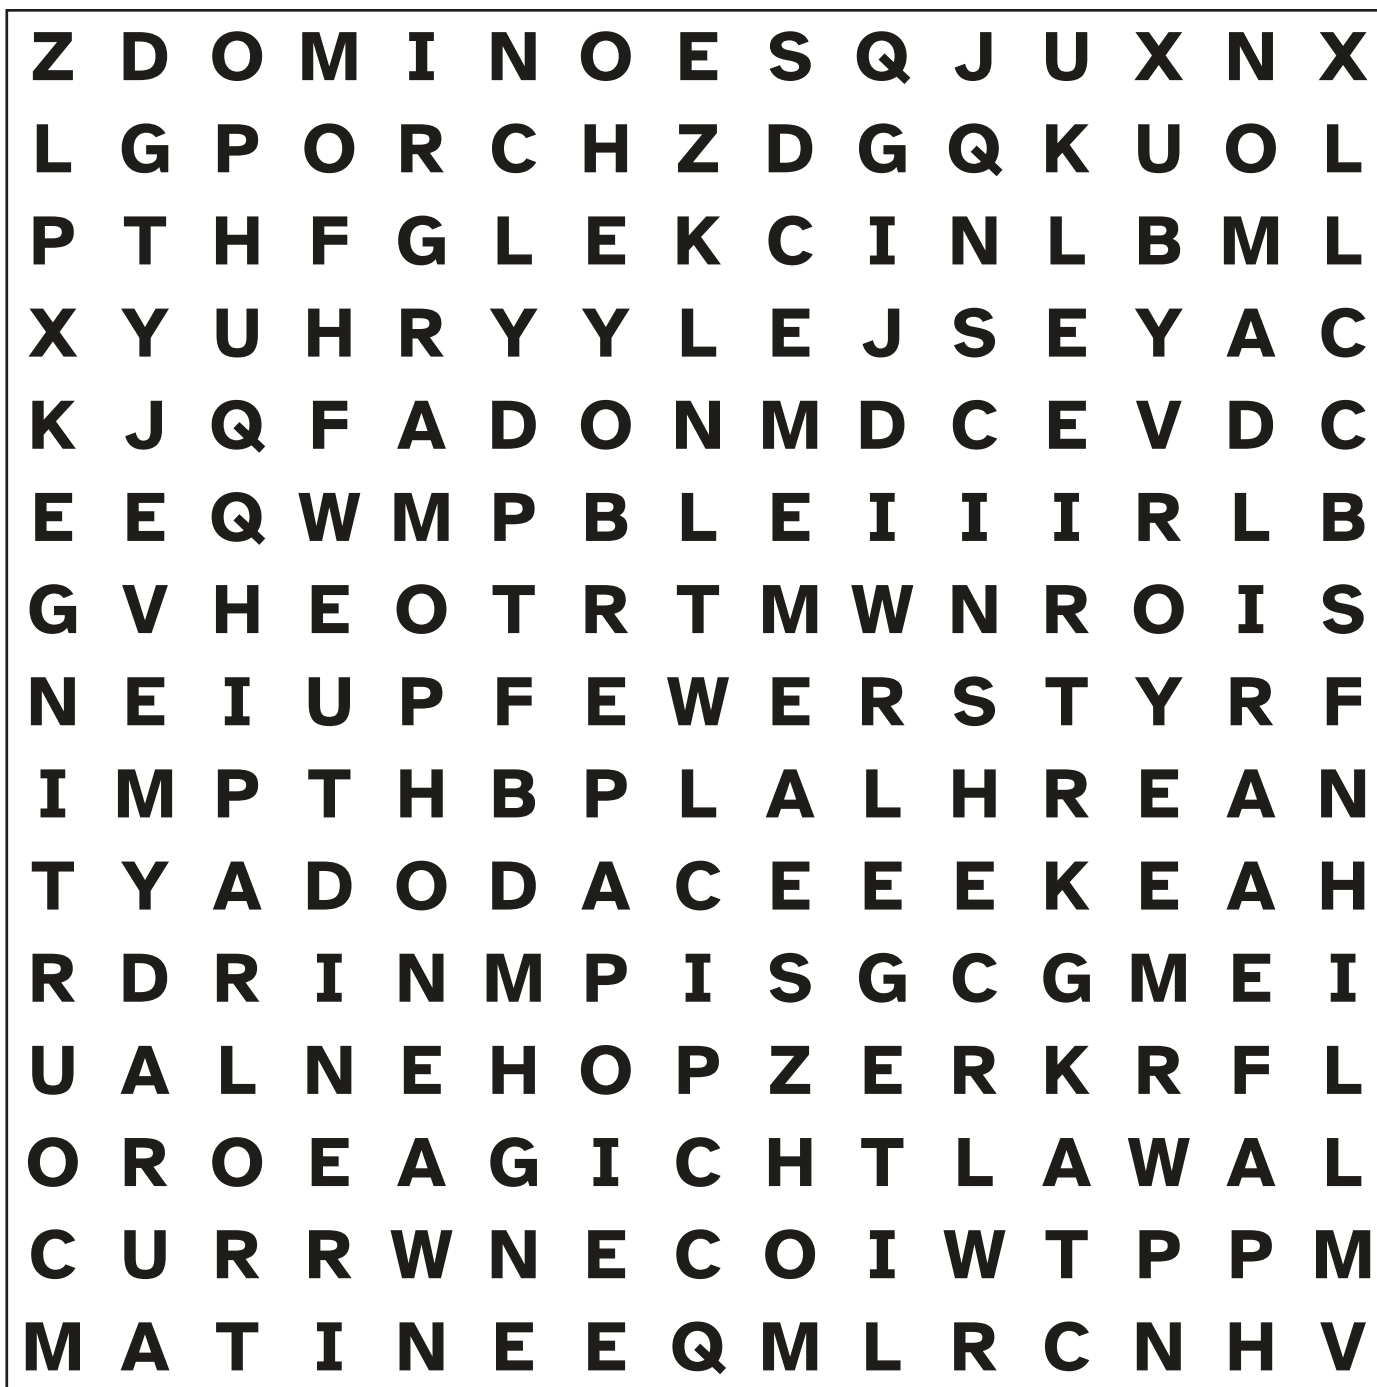 Z D O M I N O E S Q J U X N X
L G P O R C H Z D G Q K U O L
P T H F G L E K C I N L B M L
X Y U H R Y Y L E J S E Y A C
K J Q F A D O N M D C E V D C
E E Q W M P B L E I I I R L B
G V H E O T R T M W N R O I S
N E I U P F E W E R S T Y R F
I M P T H B P L A L H R E A N
T Y A D O D A C E E E K E A H
R D R I N M P I S G C G M E I
U A L N E H O P Z E R K R F L
O R O E A G I C H T L A W A L
C U R R W N E C O I W T P P M
M A T I N E E Q M L R C N H V